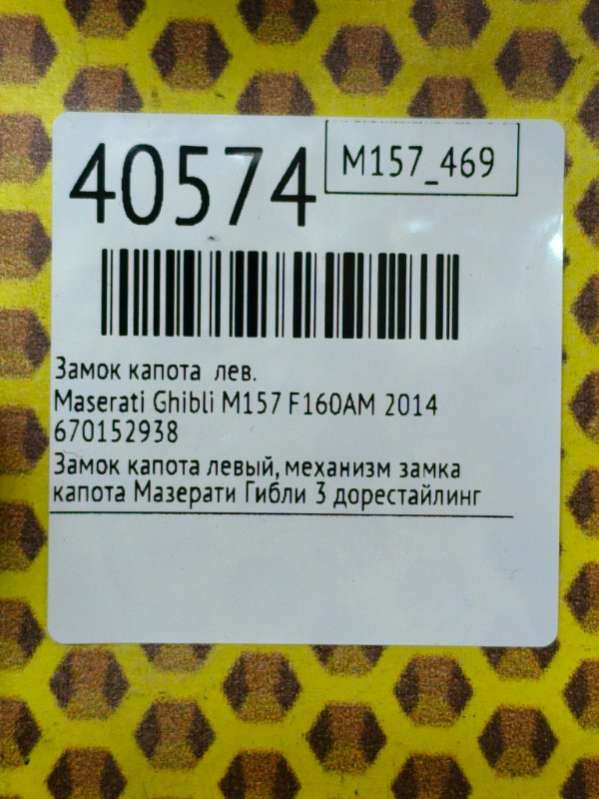 40574
M157_469
Замок капота лев.
Maserati Ghibli M157 F160AM 2014
670152938
Замок капота левый, механизм замка
капота Мазерати Гибли 3 дорестайлинг